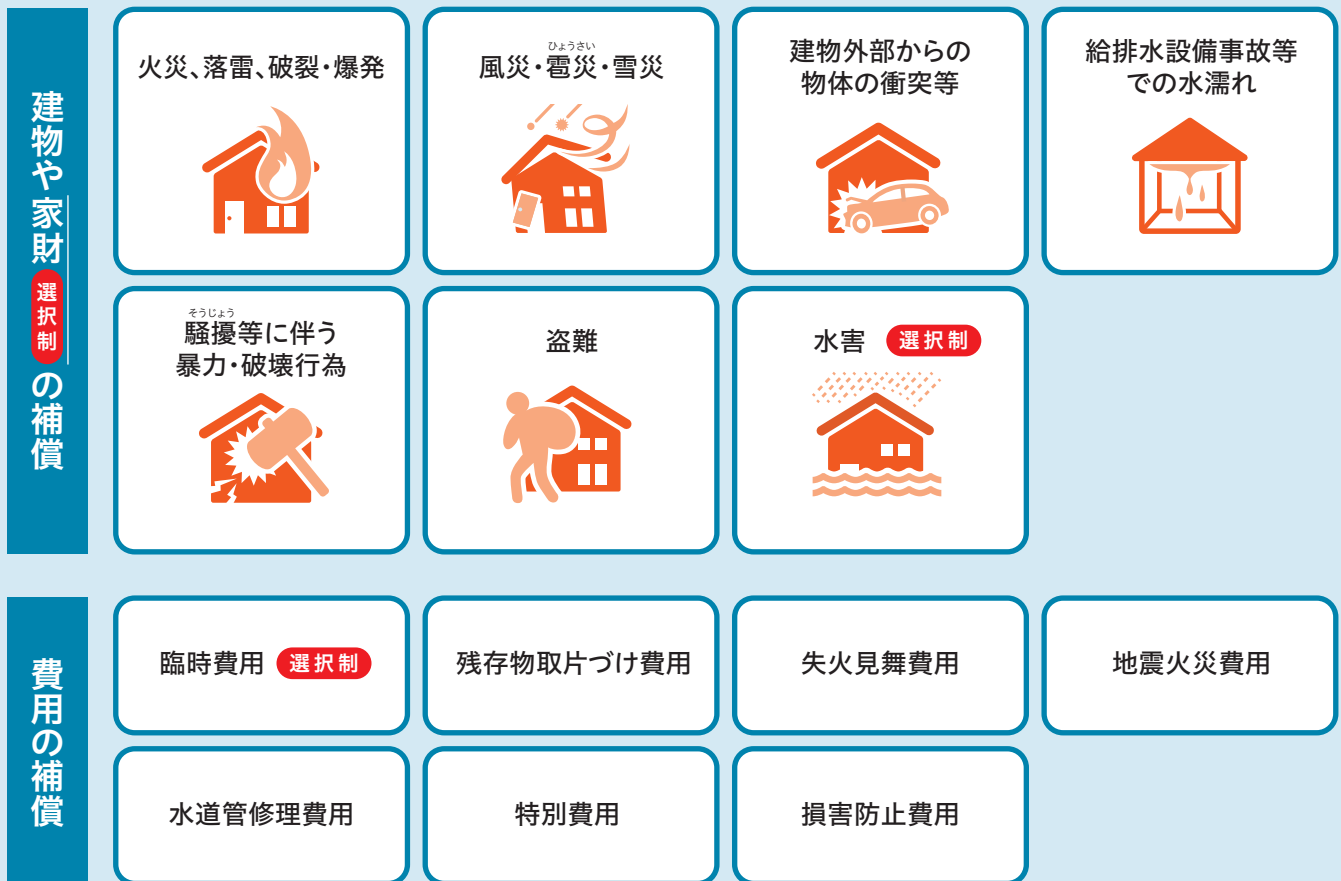 建物や家財
選択制
の補償
火災、落雷、破裂・爆発
ひょうさい
風災・雹災・雪災
建物外部からの
物体の衝突等
給排水設備事故等
での水濡れ
そうじょう
騒擾等に伴う
暴力・破壊行為
盗難
水害 選択制
費用の補償
臨時費用 選択制
残存物取片づけ費用
失火見舞費用
地震火災費用
水道管修理費用
特別費用
損害防止費用